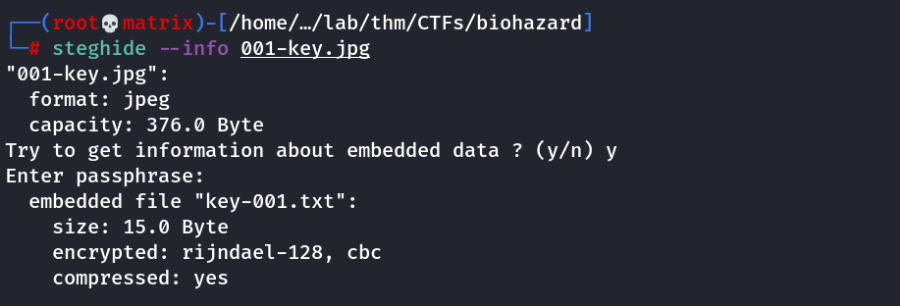 ┌──(root💀matrix)-[/home/…/lab/thm/CTFs/biohazard]
└─# steghide --info 001-key.jpg
"001-key.jpg":
  format: jpeg
  capacity: 376.0 Byte
Try to get information about embedded data ? (y/n) y
Enter passphrase:
  embedded file "key-001.txt":
    size: 15.0 Byte
    encrypted: rijndael-128, cbc
    compressed: yes